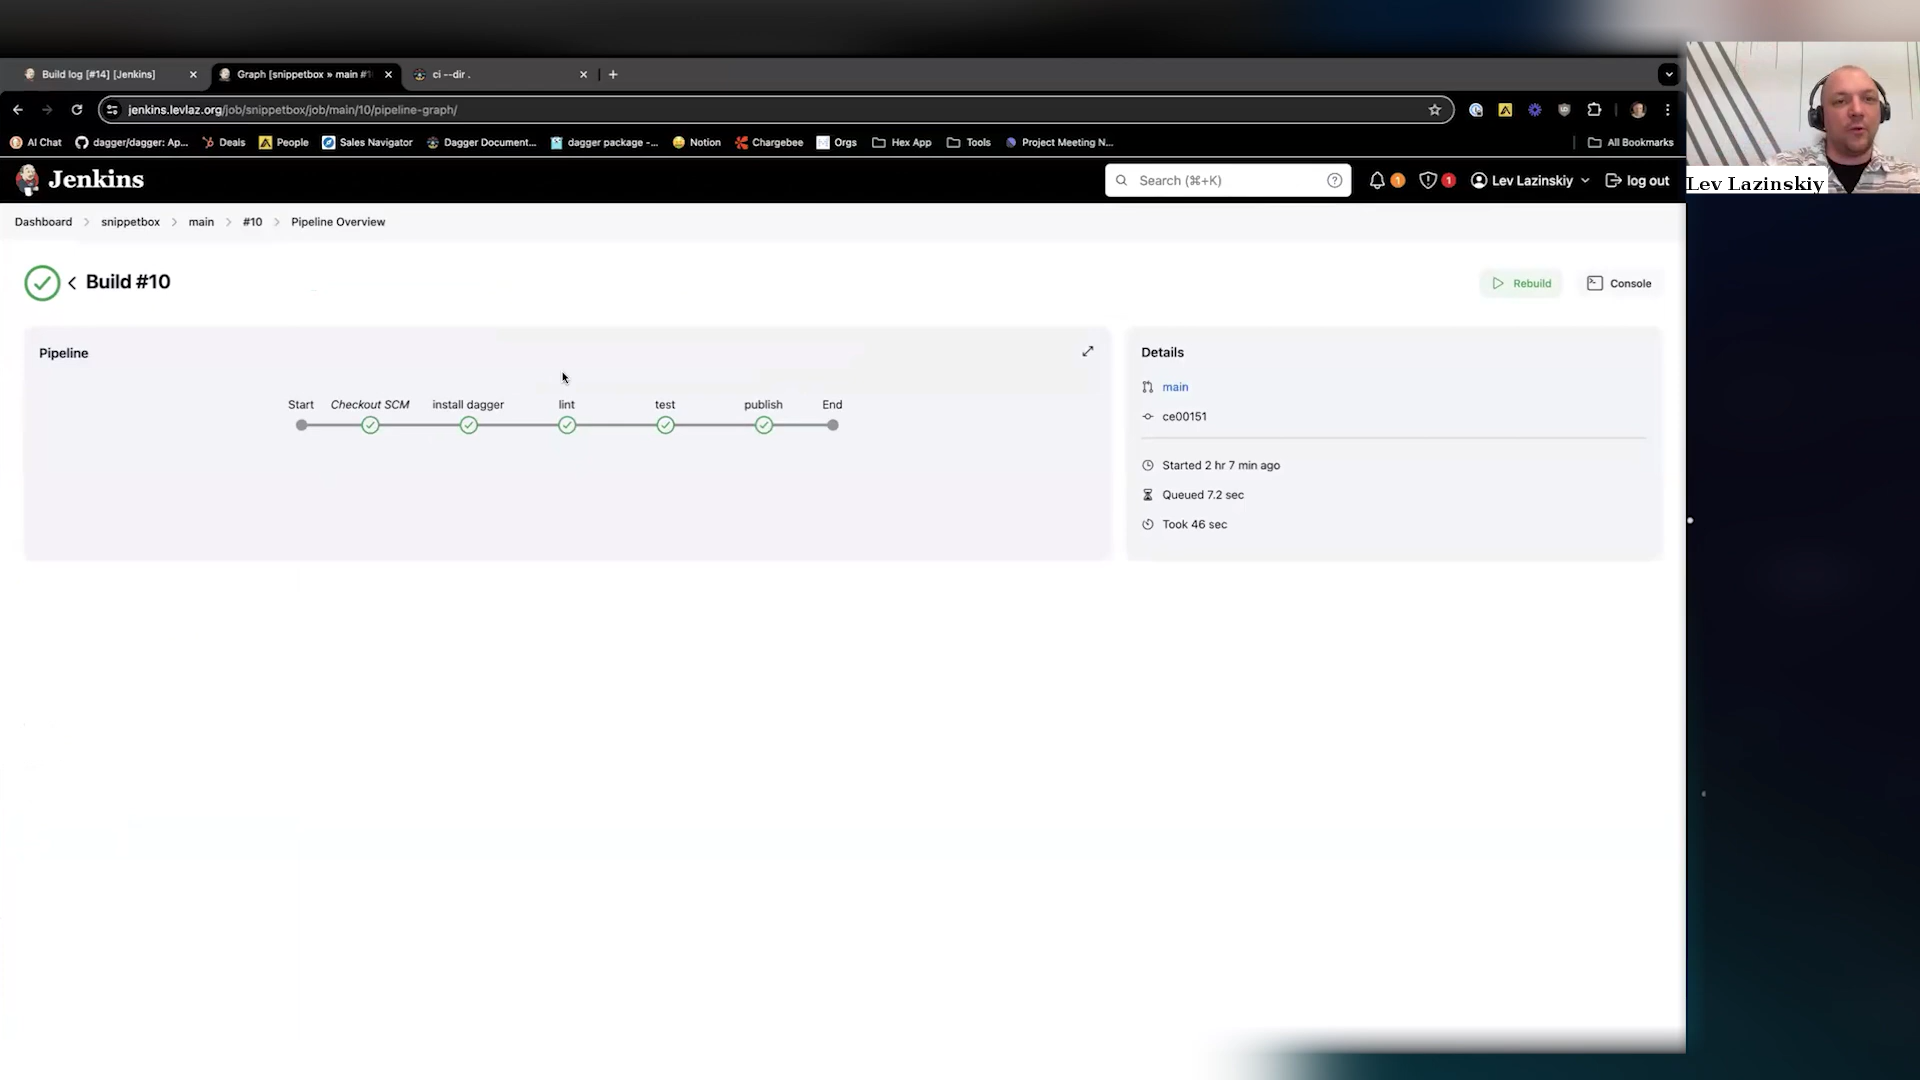 Build log [#14] [Jenkins]
Graph [snippetbox » main #1
ci --dir .
jenkins.levlaz.org/job/snippetbox/job/main/10/pipeline-graph/
AI Chat
dagger/dagger: Ap...
Deals
People
Sales Navigator
Dagger Document...
dagger package -...
Notion
Chargebee
Orgs
Hex App
Tools
Project Meeting N...
All Bookmarks
Jenkins
Search (⌘+K)
1
1
Lev Lazinskiy
log out
Lev Lazinskiy
Dashboard
snippetbox
main
#10
Pipeline Overview
Build #10
Rebuild
Console
Pipeline
Start
Checkout SCM
install dagger
lint
test
publish
End
Details
main
ce00151
Started 2 hr 7 min ago
Queued 7.2 sec
Took 46 sec